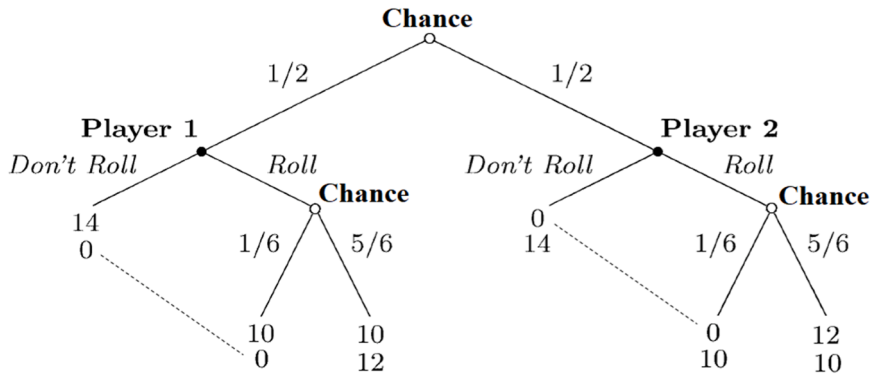 Chance
1/2 1/2
Player 1 Player 2
Don't Roll Roll Don't Roll Roll
Chance Chance
14 0
0 14
1/6 5/6 1/6 5/6
10 10 0 12
0 12 10 10